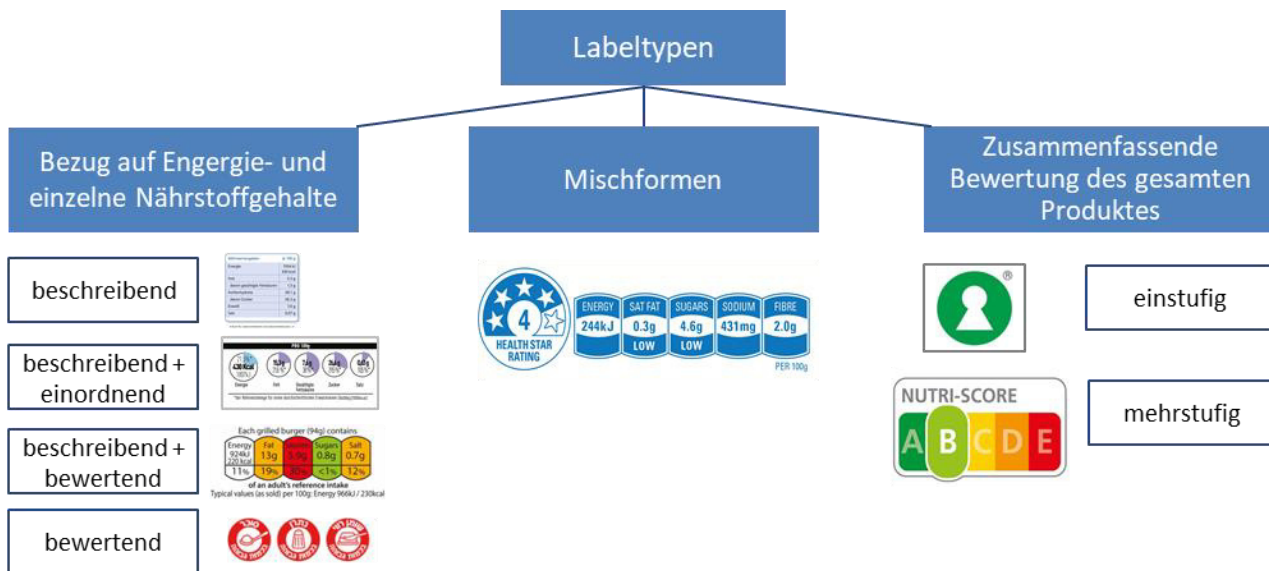 Labeltypen
Bezug auf Engergie- und
einzelne Nährstoffgehalte
Mischformen
Zusammenfassende
Bewertung des gesamten
Produktes
beschreibend
beschreibend +
einordnend
Energie Fett Zucker Salz
beschreibend +
bewertend
Each grilled burger (94g) contains
Energy
924kJ
220 kcal
11%
Fat
13g
19%
5.9g
30%
Sugars
0.8g
<1%
Salt
0.7g
12%
of an adult's reference intake
Typical values (as sold) per 100g: Energy 966kJ / 230kcal
bewertend
4
HEALTH STAR
RATING
ENERGY
244kJ
SAT FAT
0.3g
LOW
SUGARS
4.6g
LOW
SODIUM
431mg
FIBRE
2.0g
PER 100g
®
einstufig
NUTRI-SCORE
A B C D E
mehrstufig